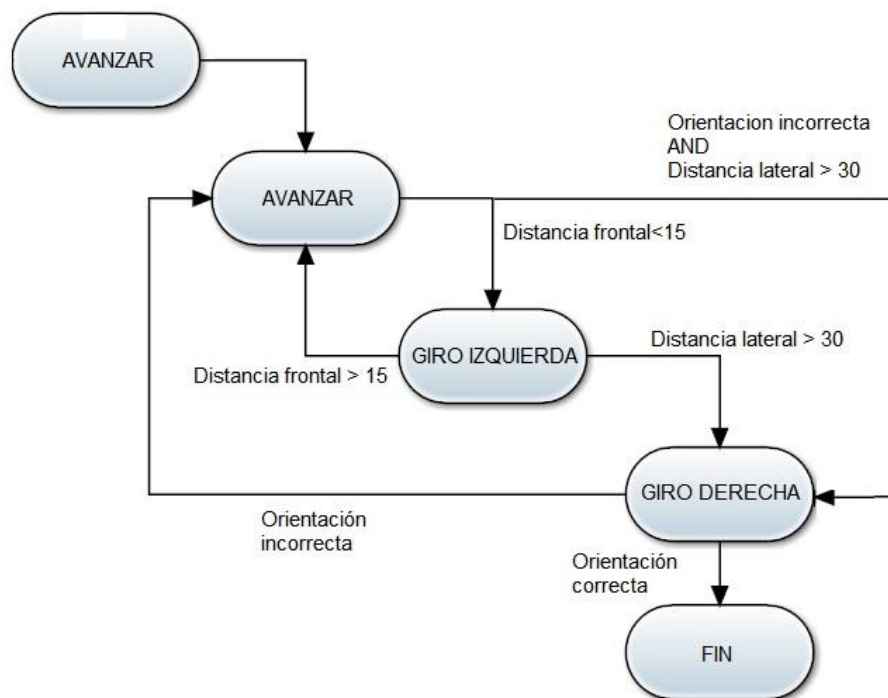 AVANZAR
Orientacion incorrecta
AND
Distancia lateral > 30
AVANZAR
Distancia frontal<15
GIRO IZQUIERDA
Distancia lateral > 30
Distancia frontal > 15
GIRO DERECHA
Orientación
incorrecta
Orientación
correcta
FIN